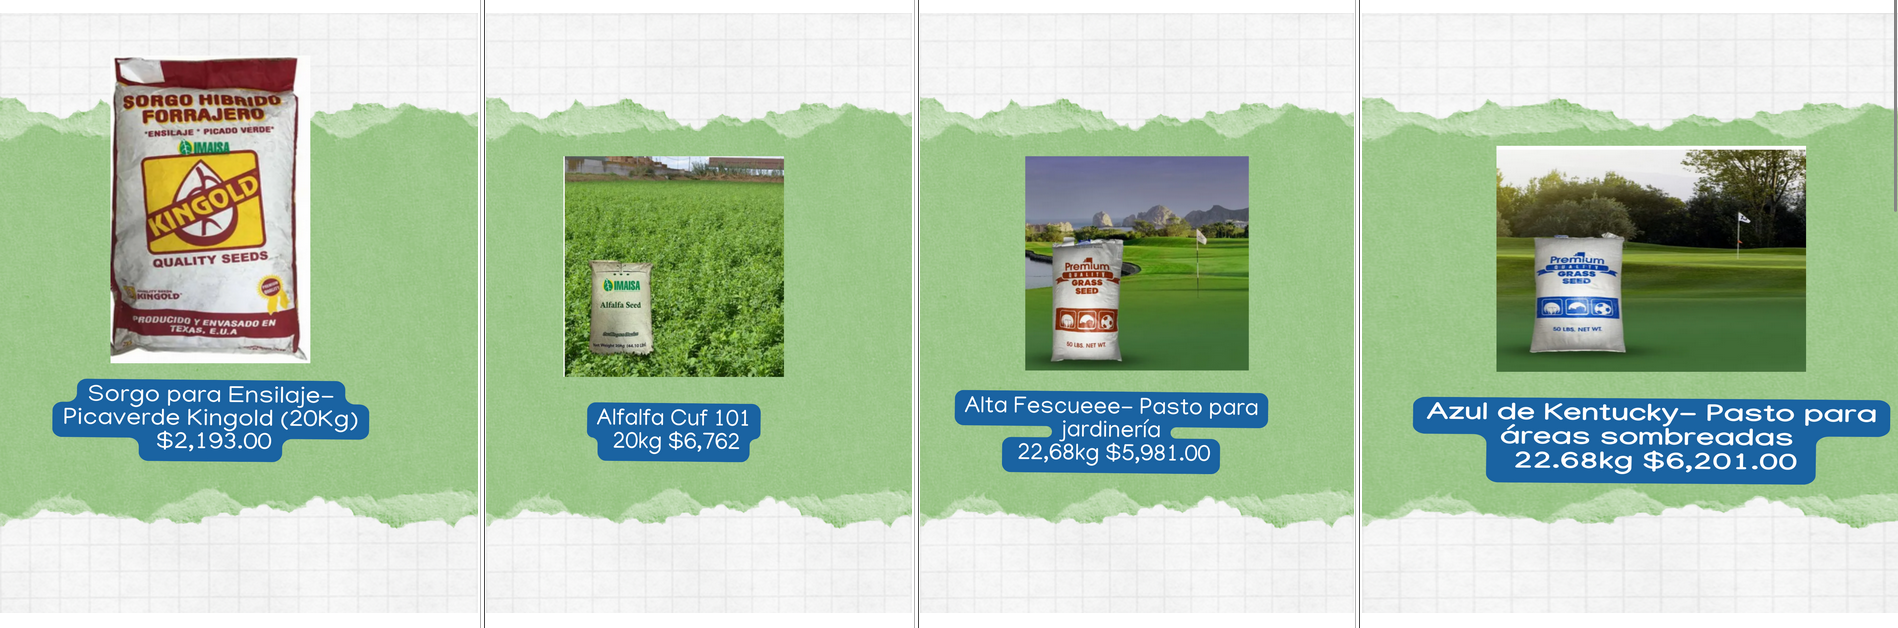 SORGO HIBRIDO
FORRAJERO
*ENSILAJE * PICADO VERDE*
IMAISA
KINGOLD
QUALITY SEEDS
KINGOLD
PRODUCIDO Y ENVASADO EN
TEXAS, E.U.A
Sorgo para Ensilaje-
Picaverde Kingold (20Kg)
$2,193.00
IMAISA
Alfalfa Seed
Alfalfa Cuf 101
20kg $6,762
Premium
QUALITY
GRASS
SEED
50 LBS. NET WT.
Alta Fescueee- Pasto para
jardinería
22,68kg $5,981.00
Premium
QUALITY
GRASS
SEED
50 LBS. NET WT.
Azul de Kentucky- Pasto para
áreas sombreadas
22.68kg $6,201.00